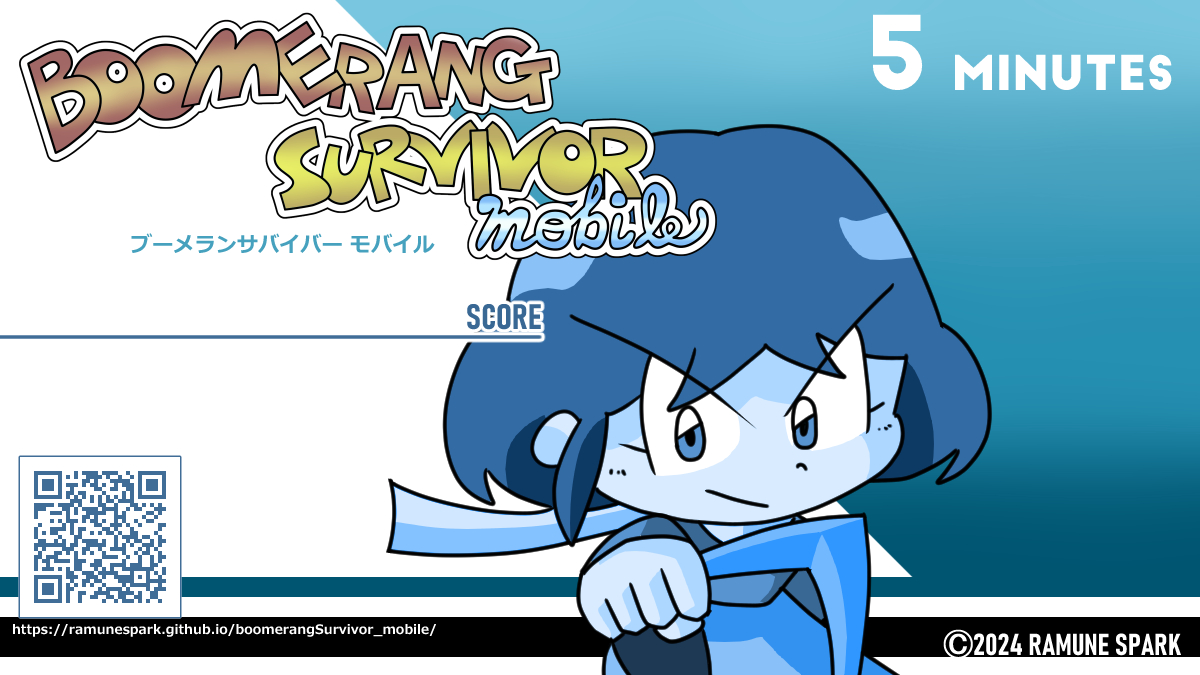 BOOMERANG
SURVIVOR
mobile
ブーメランサバイバー モバイル
5 MINUTES
SCORE
https://ramunespark.github.io/boomerangSurvivor_mobile/
©2024 RAMUNE SPARK